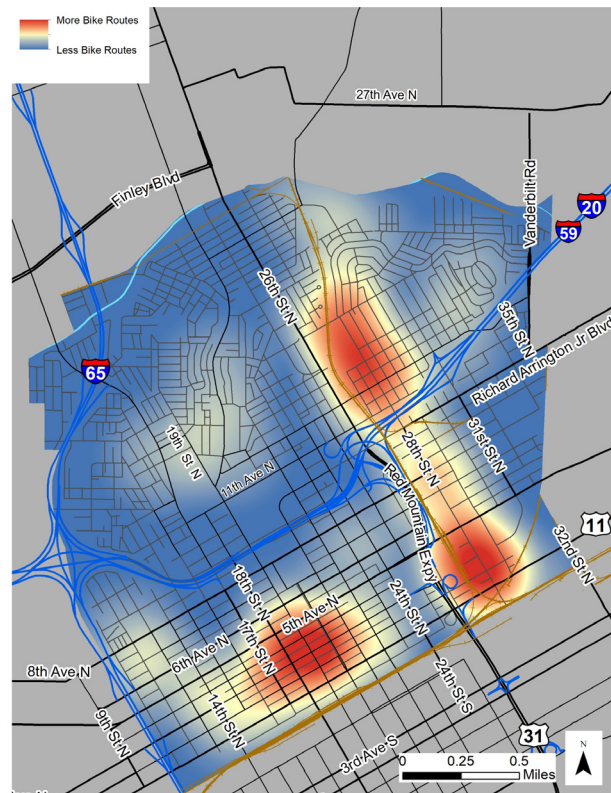 More Bike Routes
Less Bike Routes
27th Ave N
Finley Blvd
Vanderbilt Rd
20
59
26th St N
35th St N
65
Richard Arrington Jr Blvd
19th St N
28th St N
31st St N
11th Ave N
Red Mountain Expy
11
32nd St N
18th St N
24th St N
5th Ave N
17th St N
6th Ave N
8th Ave N
24th St S
14th St N
9th St N
31
3rd Ave S
N
0 0.25 0.5
Miles